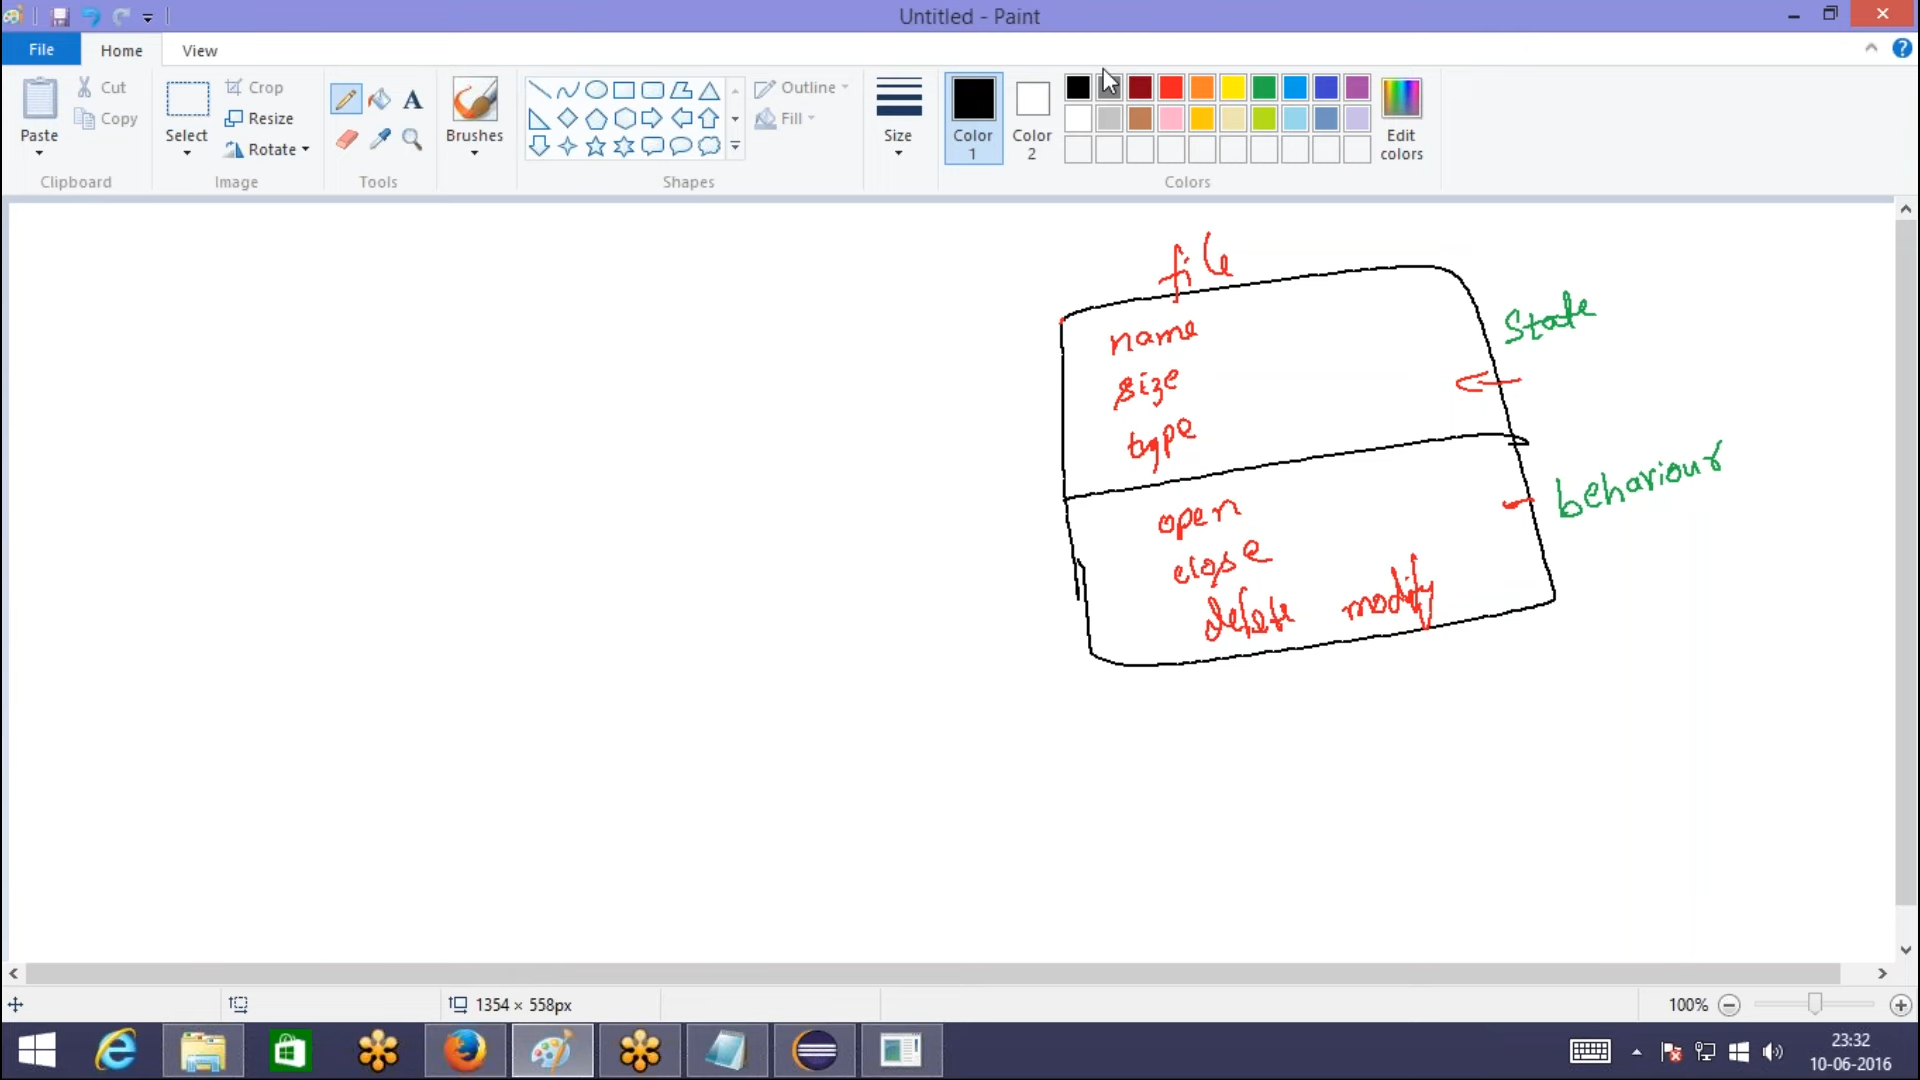 Untitled - Paint
File Home View
Paste
Cut
Copy
Clipboard
Select
Crop
Resize
Rotate
Image
A
Tools
Brushes
Shapes
Outline
Fill
Size
Color 1
Color 2
Edit colors
Colors
file
name
size
type
State
open
close
delete modify
behaviour
1354 × 558px
100%
23:32
10-06-2016